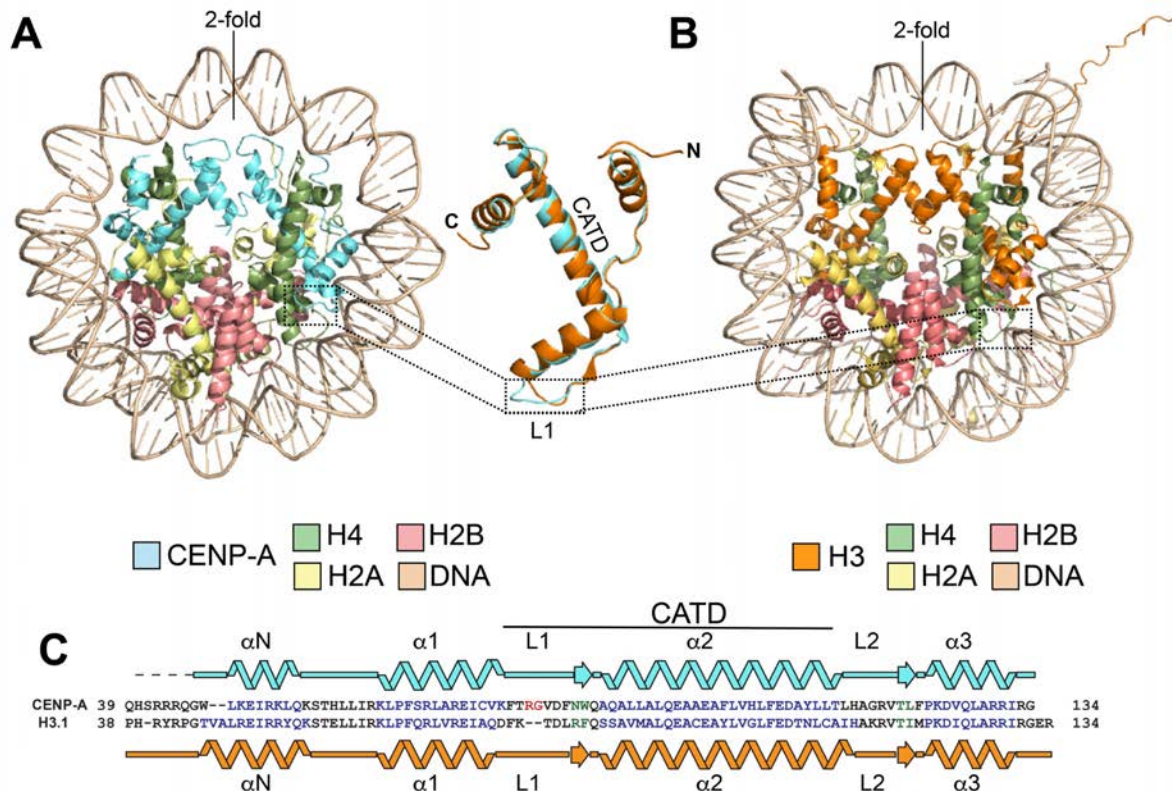 A
2-fold
B
2-fold
N
C
CATD
L1
CENP-A
H4
H2B
H2A
DNA
H3
H4
H2B
H2A
DNA
C
CATD
αN
α1
L1
α2
L2
α3
CENP-A 39 QHSRRRQGW--LKEIRKLQKSTHLLIRKLPFSRLAREICVKFTRGVDFNWQAQALLALQEAAEAFLVHLFEDAYLLTLHAGRVTLFPKDVQLARRIRG 134
H3.1 38 PH-RYRPGTVALREIRRYQKSTELLIRKLPFQRLVREIAQDFK--TDLRFQSSAVMALQEACEAYLVGLFEDTNLCAIHAKRVTIMPKDIQLARRIRGER 134
αN
α1
L1
α2
L2
α3